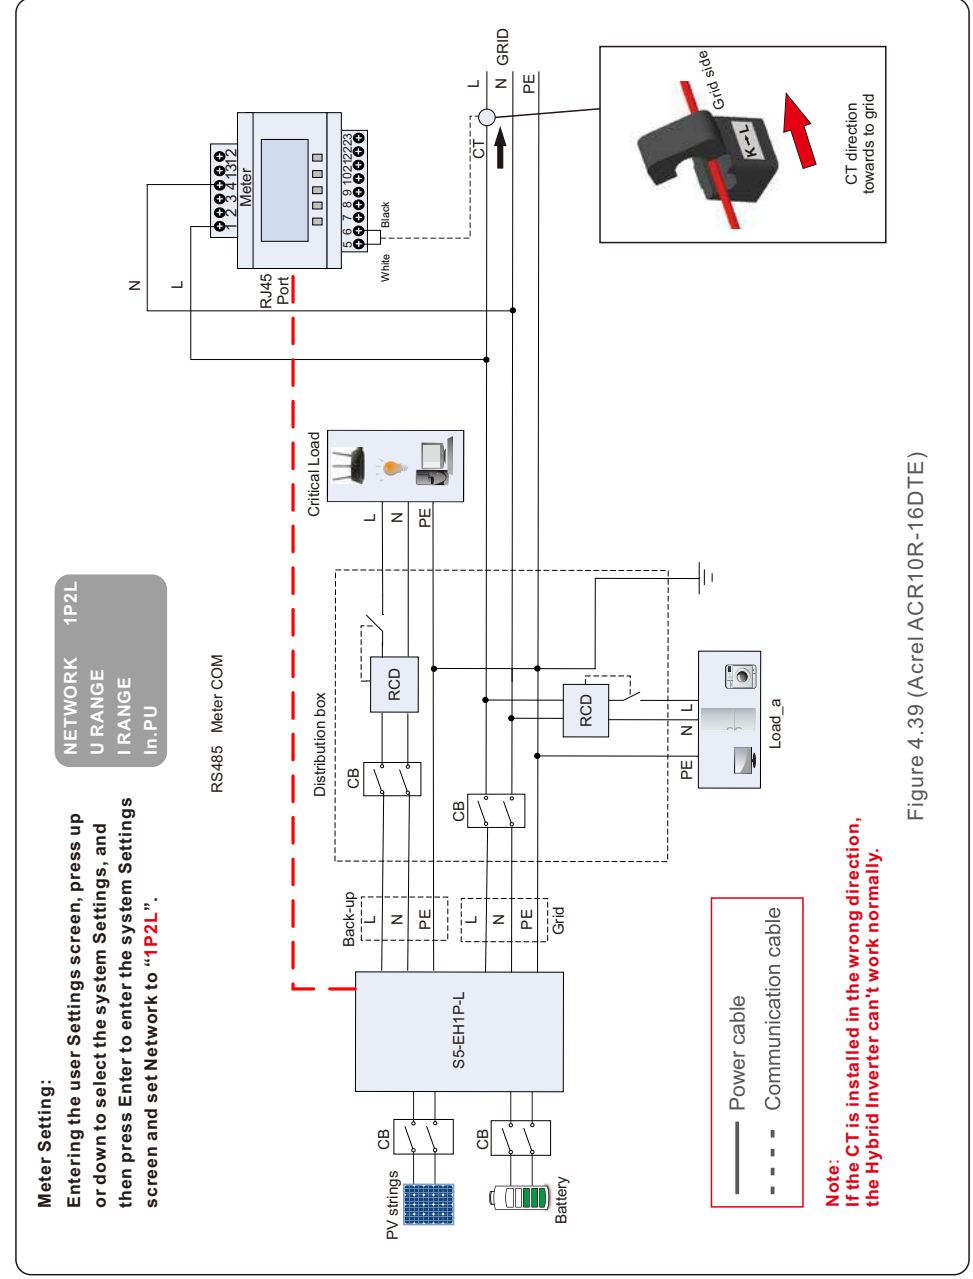 Meter Setting:
Entering the user Settings screen, press up
or down to select the system Settings, and
then press Enter to enter the system Settings
screen and set Network to “1P2L”.
NETWORK 1P2L
U RANGE
I RANGE
In.PU
RS485 Meter COM
N
L
RJ45
Port
Meter
1 2 3 4 13 12
5 6 7 8 9 10 21 22 23
White
Black
Critical Load
L
N
PE
Distribution box
RCD
CB
Back-up
L
N
PE
CB
L
N
PE
Grid
RCD
PE
N
L
Load_a
CT
L
N
PE
GRID
Grid side
K→L
CT direction
towards to grid
S5-EH1P-L
CB
PV strings
CB
Battery
Power cable
Communication cable
Note:
If the CT is installed in the wrong direction,
the Hybrid Inverter can't work normally.
Figure 4.39 (Acrel ACR10R-16DTE)